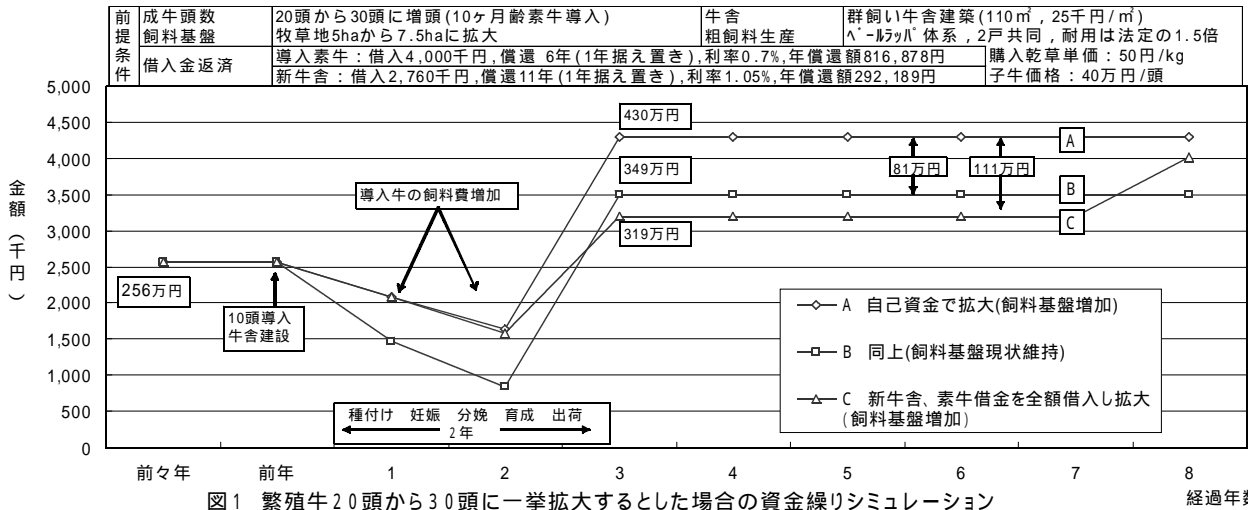 前提条件
成牛頭数 20頭から30頭に増頭(10ヶ月齢素牛導入) 牛舎 群飼い牛舎建築(110㎡，25千円/㎡)
飼料基盤 牧草地5haから7.5haに拡大 粗飼料生産 ﾍﾞｰﾙﾗｯﾊﾟ体系，2戸共同，耐用は法定の1.5倍
借入金返済 導入素牛：借入4,000千円,償還 6年(1年据え置き),利率0.7%,年償還額816,878円 購入乾草単価：50円/kg
新牛舎：借入2,760千円,償還11年(1年据え置き),利率1.05%,年償還額292,189円 子牛価格：40万円/頭
金額（千円）
5,000
4,500
4,000
3,500
3,000
2,500
2,000
1,500
1,000
500
0
430万円
349万円
319万円
81万円
111万円
A
B
C
導入牛の飼料費増加
256万円
10頭導入
牛舎建設
A 自己資金で拡大(飼料基盤増加)
B 同上(飼料基盤現状維持)
C 新牛舎、素牛借金を全額借入し拡大
(飼料基盤増加)
種付け 妊娠 分娩 育成 出荷
2年
前々年 前年 1 2 3 4 5 6 7 8
経過年数
図1 繁殖牛20頭から30頭に一挙拡大するとした場合の資金繰りシミュレーション